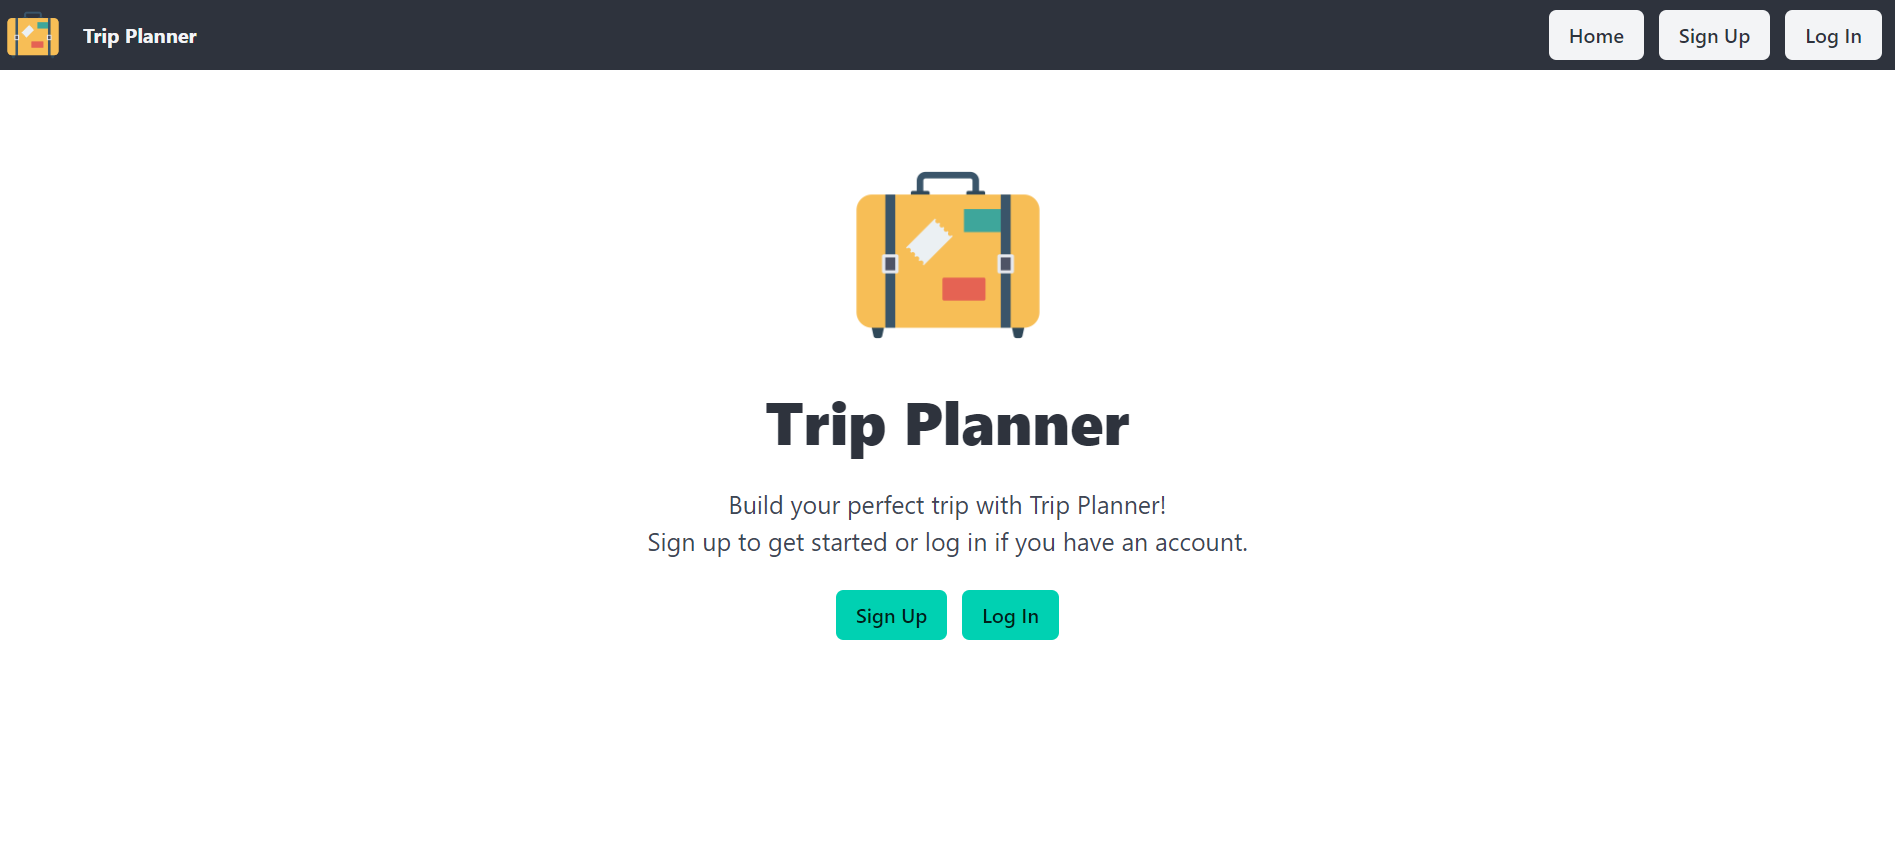 Trip Planner
Home
Sign Up
Log In
Trip Planner
Build your perfect trip with Trip Planner!
Sign up to get started or log in if you have an account.
Sign Up
Log In